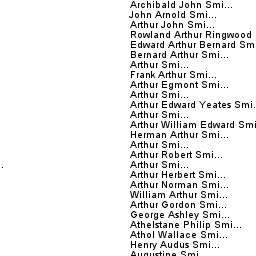 Archibald John Smi...
John Arnold Smi...
Arthur John Smi...
Rowland Arthur Ringwood
Edward Arthur Bernard Sm
Bernard Arthur Smi...
Arthur Smi...
Frank Arthur Smi...
Arthur Egmont Smi...
Arthur Smi...
Arthur Edward Yeates Smi.
Arthur Smi...
Arthur William Edward Smi
Herman Arthur Smi...
Arthur Smi...
Arthur Robert Smi...
Arthur Smi...
Arthur Herbert Smi...
Arthur Norman Smi...
William Arthur Smi...
Arthur Gordon Smi...
George Ashley Smi...
Athelstane Philip Smi...
Athol Wallace Smi...
Henry Audus Smi...
Augustine Smi...